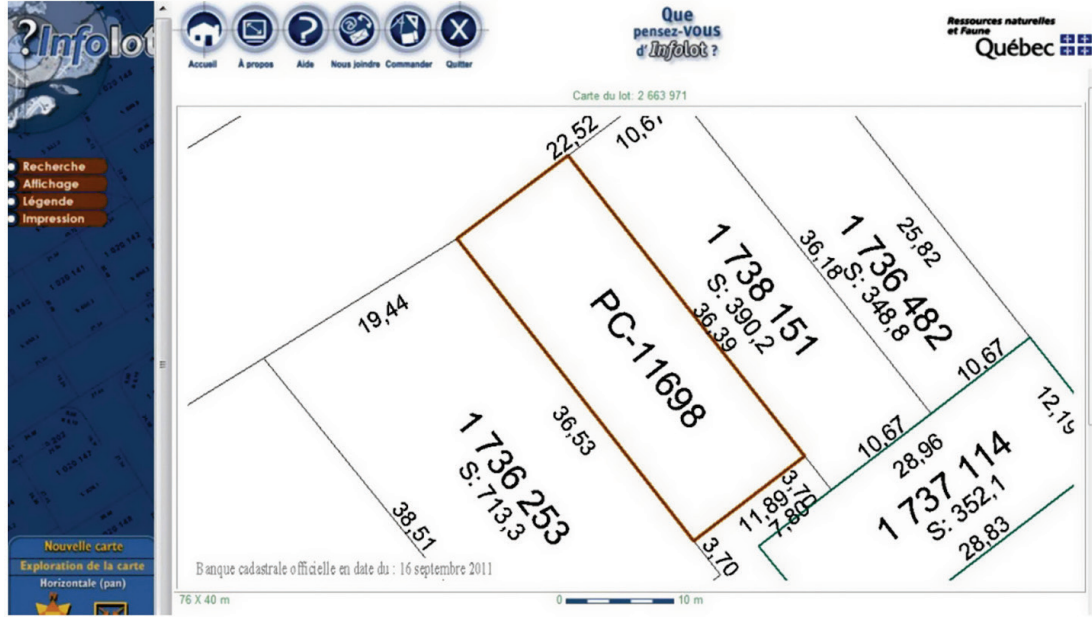 ?Infolot
Accueil
À propos
Aide
Nous joindre
Commander
Quitter
Que
pensez-VOUS
d'Infolot ?
Ressources naturelles
et Faune
Québec
Carte du lot: 2 663 971
Recherche
Affichage
Légende
Impression
22,52
10,67
25,82
36,18
1 736 482
S: 348,8
1 738 151
S: 390,2
36,39
19,44
PC-11698
10,67
12,19
36,53
10,67
28,96
1 736 253
S: 713,3
1 737 114
S: 352,1
28,83
3,70
11,89
7,80
38,51
3,70
Banque cadastrale officielle en date du : 16 septembre 2011
Nouvelle carte
Exploration de la carte
Horizontale (pan)
76 X 40 m
0
10 m